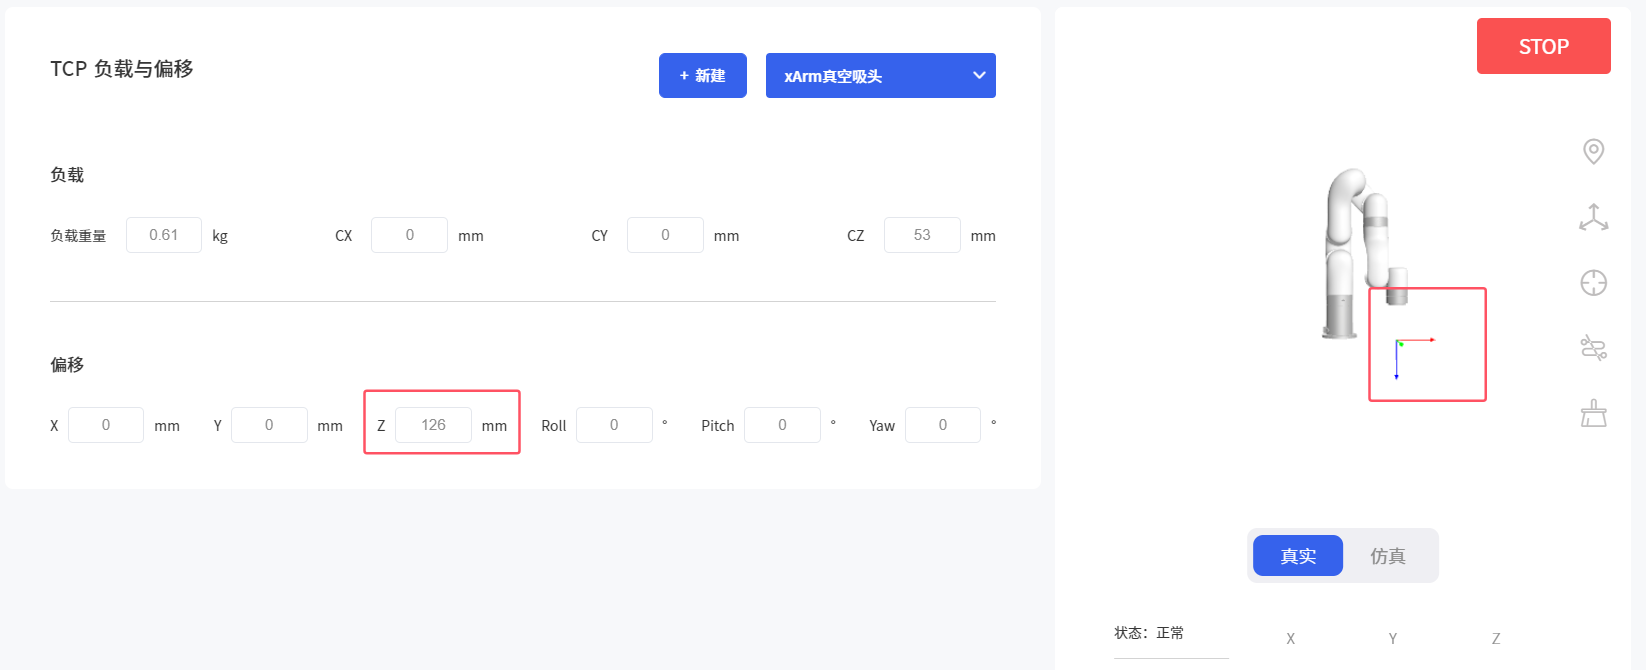 TCP 负载与偏移
+ 新建
xArm真空吸头
负载
负载重量 0.61 kg CX 0 mm CY 0 mm CZ 53 mm
偏移
X 0 mm Y 0 mm Z 126 mm Roll 0 ° Pitch 0 ° Yaw 0 °
STOP
真实 仿真
状态：正常 X Y Z